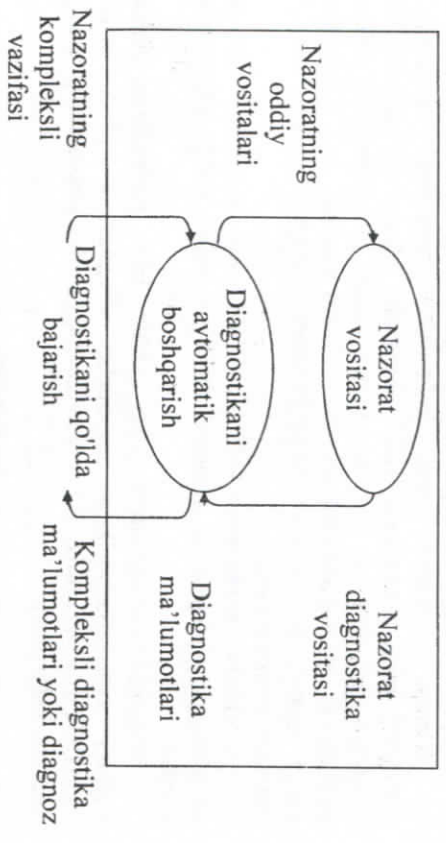 Nazorat
vositasi
Nazorat
diagnostika
vositasi
Nazoratning
oddiy
vositalari
Diagnostikani
avtomatik
boshqarish
Diagnostika
ma'lumotlari
Nazoratning
kompleksli
vazifasi
Diagnostikani qo'lda
bajarish
Kompleksli diagnostika
ma'lumotlari yoki diagnoz